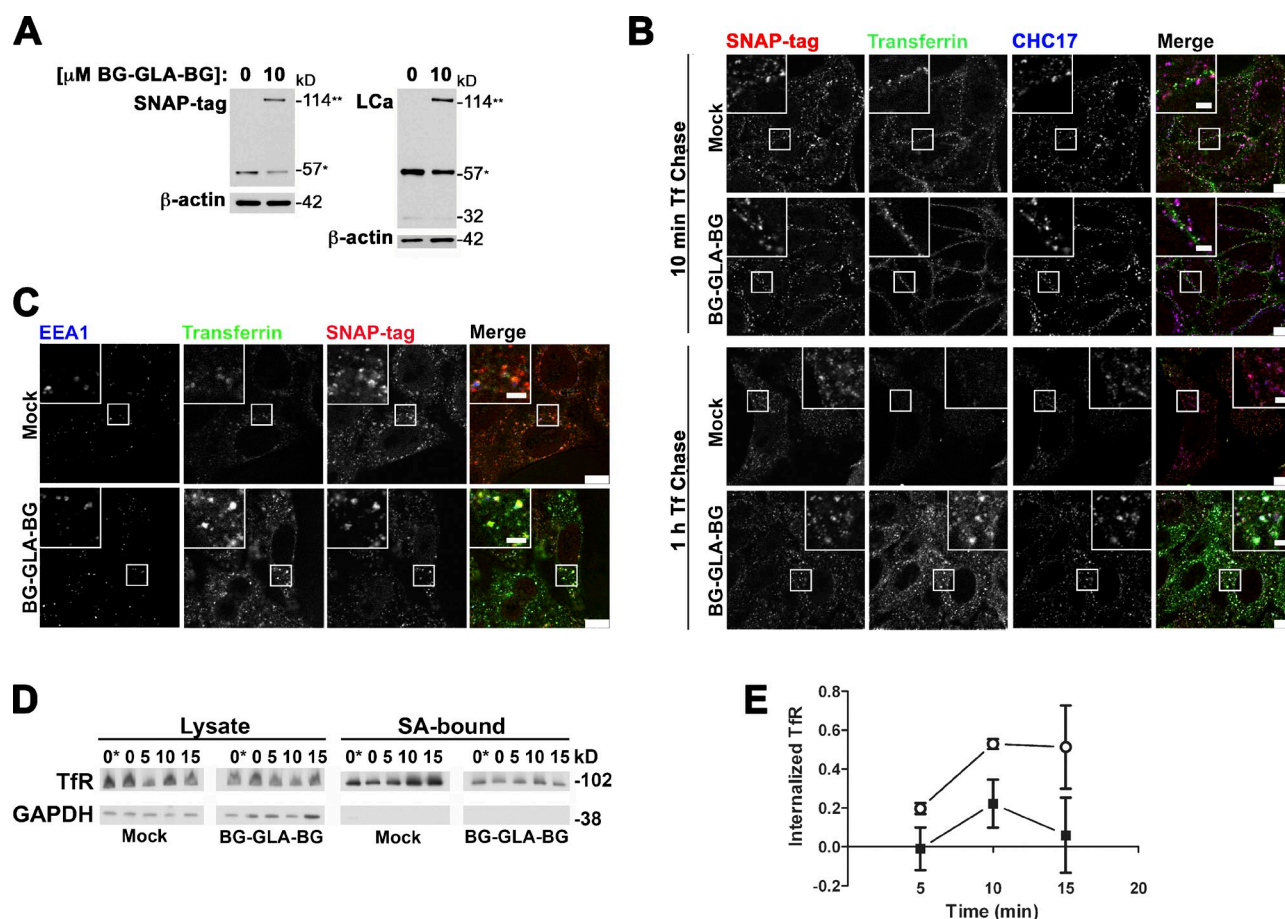 A
[μM BG-GLA-BG]: 0 10 kD 0 10 kD
SNAP-tag -114** LCa -114**
-57* -57*
-32
β-actin -42 β-actin -42
B
SNAP-tag Transferrin CHC17 Merge
10 min Tf Chase
Mock
BG-GLA-BG
1 h Tf Chase
Mock
BG-GLA-BG
C
EEA1 Transferrin SNAP-tag Merge
Mock
BG-GLA-BG
D
Lysate SA-bound
0* 0 5 10 15 0* 0 5 10 15 0* 0 5 10 15 0* 0 5 10 15 kD
TfR -102
GAPDH -38
Mock BG-GLA-BG Mock BG-GLA-BG
E
Internalized TfR
0.8
0.6
0.4
0.2
0.0
-0.2
5 10 15 20
Time (min)